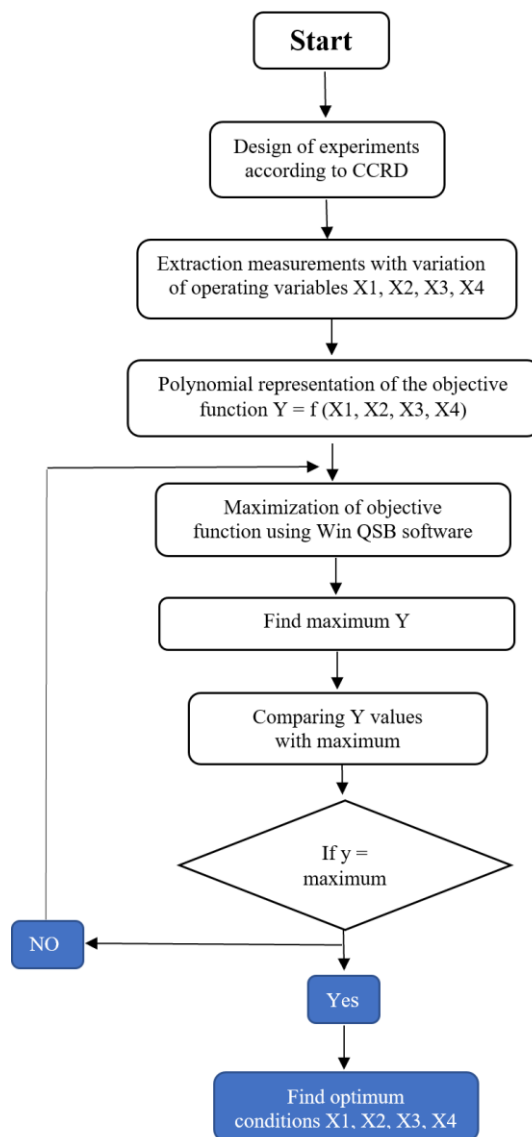 Start
Design of experiments
according to CCRD
Extraction measurements with variation
of operating variables X1, X2, X3, X4
Polynomial representation of the objective
function Y = f (X1, X2, X3, X4)
Maximization of objective
function using Win QSB software
Find maximum Y
Comparing Y values
with maximum
If y =
maximum
NO
Yes
Find optimum
conditions X1, X2, X3, X4